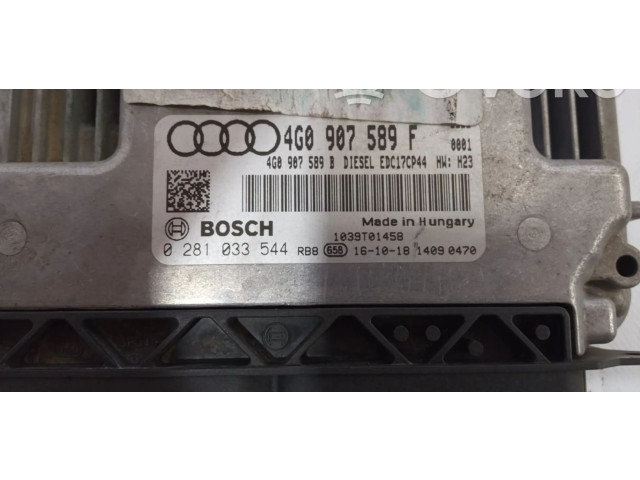 4G0 907 589 F 0001
4G0 907 589 B DIESEL EDC17CP44 HW: H23
BOSCH Made in Hungary
1039T01458
0 281 033 544 RB8 658 16-10-18 1409 0470